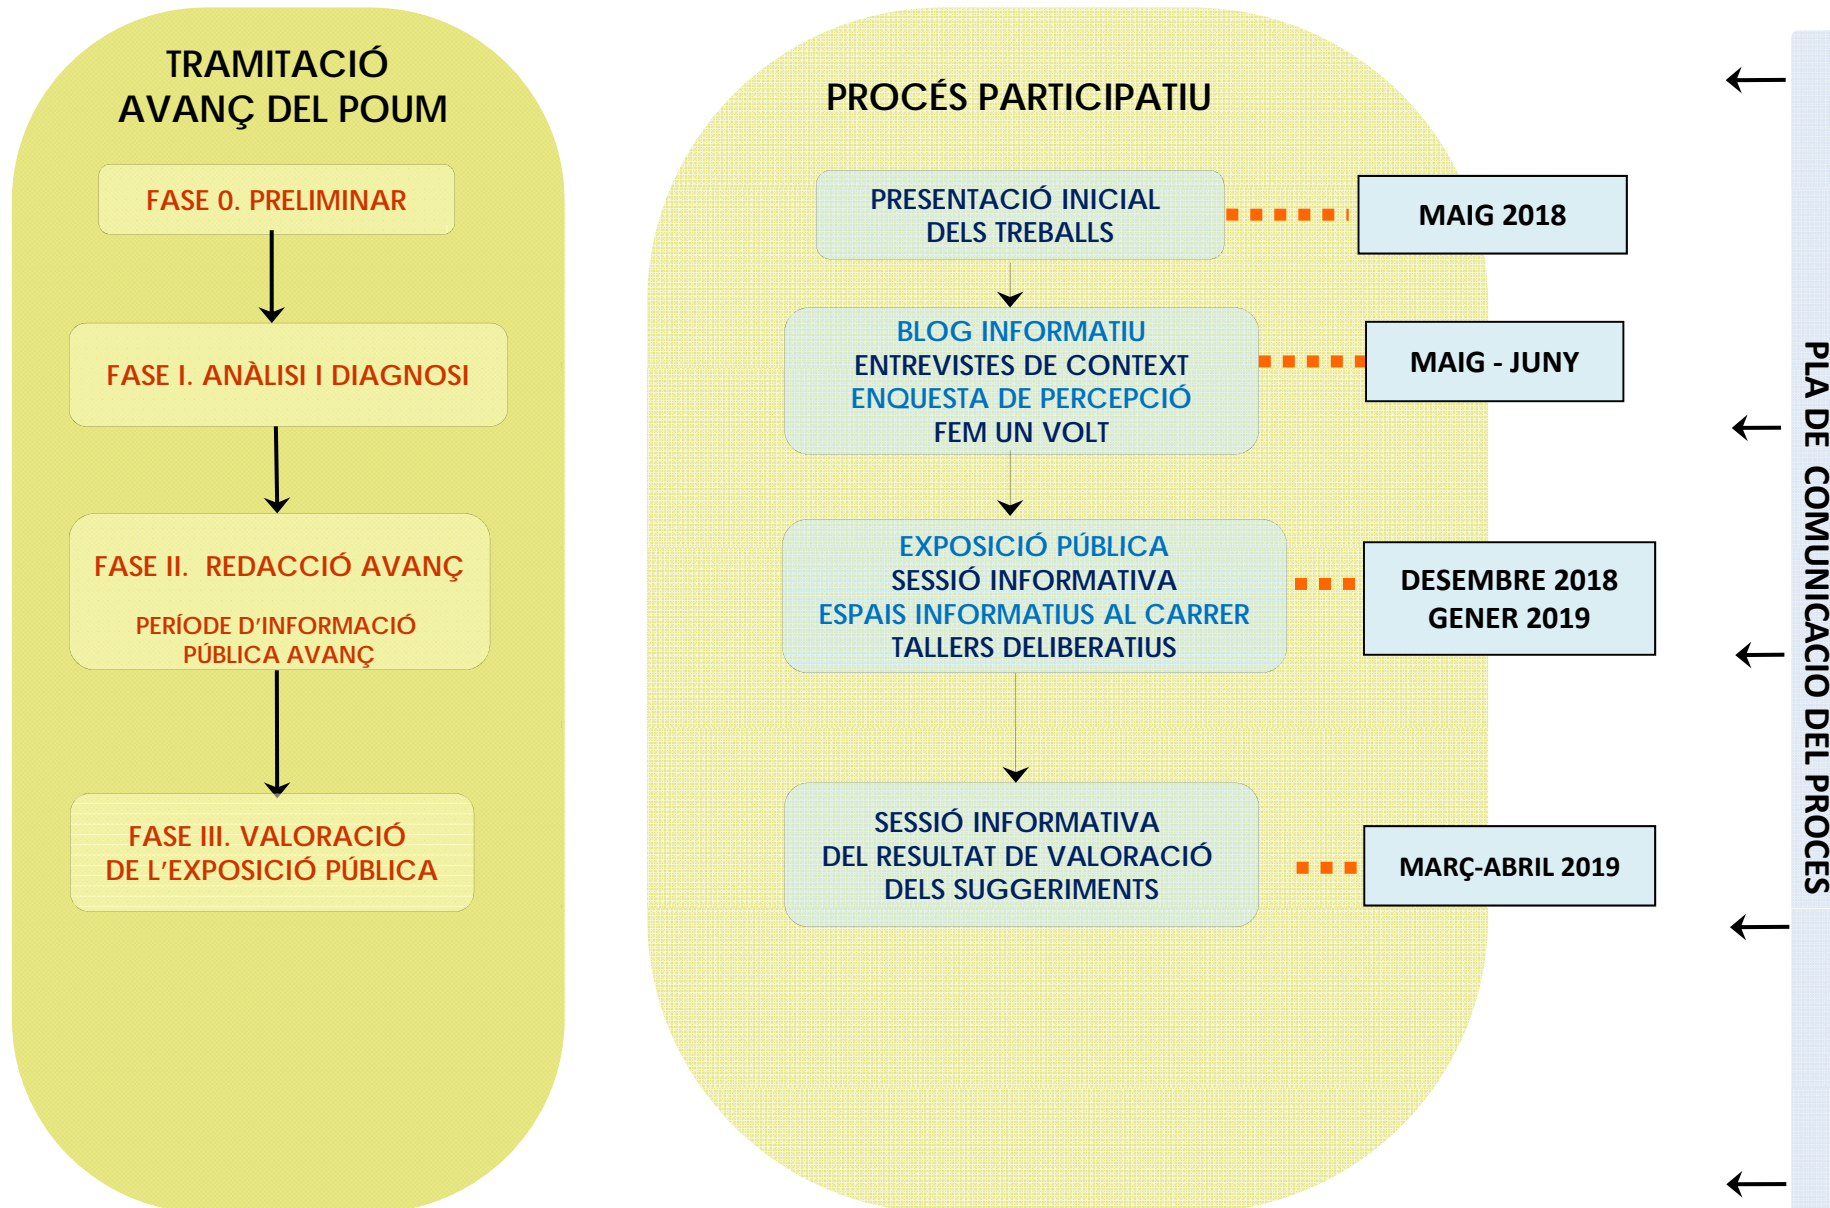 TRAMITACIÓ
AVANÇ DEL POUM
FASE 0. PRELIMINAR
FASE I. ANÀLISI I DIAGNOSI
FASE II. REDACCIÓ AVANÇ
PERÍODE D'INFORMACIÓ
PÚBLICA AVANÇ
FASE III. VALORACIÓ
DE L'EXPOSICIÓ PÚBLICA
PROCÉS PARTICIPATIU
PRESENTACIÓ INICIAL
DELS TREBALLS
MAIG 2018
BLOG INFORMATIU
ENTREVISTES DE CONTEXT
ENQUESTA DE PERCEPCIÓ
FEM UN VOLT
MAIG - JUNY
EXPOSICIÓ PÚBLICA
SESSIÓ INFORMATIVA
ESPAIS INFORMATIUS AL CARRER
TALLERS DELIBERATIUS
DESEMBRE 2018
GENER 2019
SESSIÓ INFORMATIVA
DEL RESULTAT DE VALORACIÓ
DELS SUGGERIMENTS
MARÇ-ABRIL 2019
PLA DE COMUNICACIO DEL PROCES